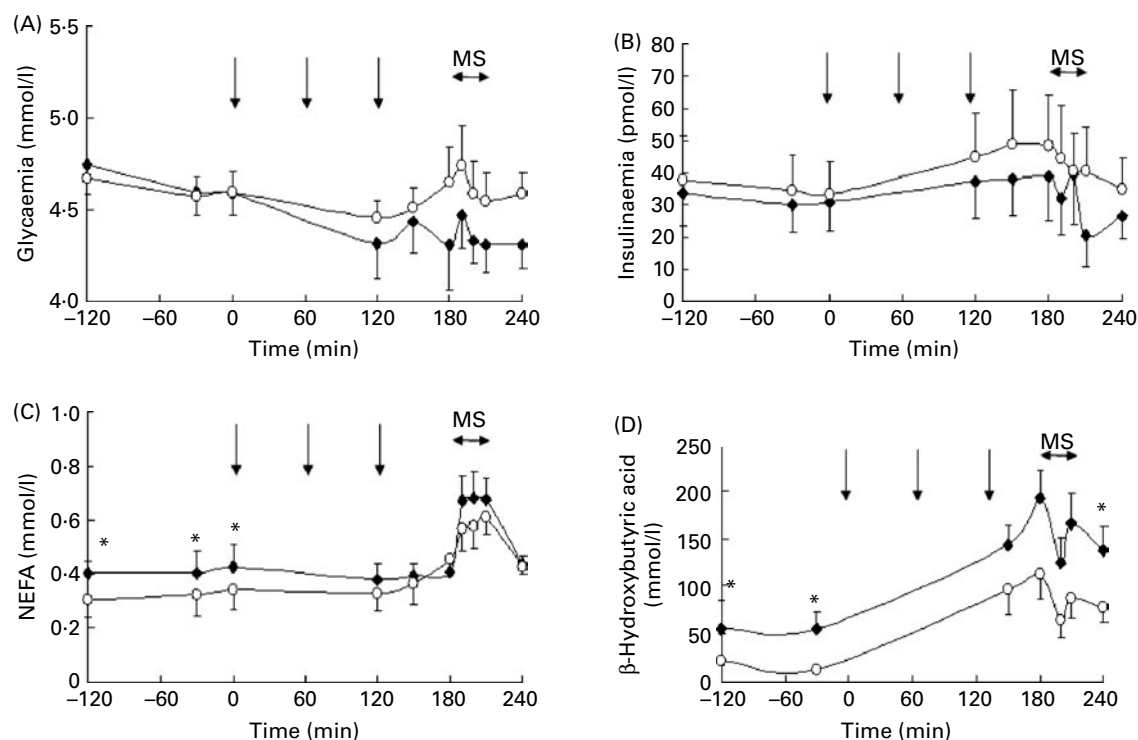 (A)
5·5
5·0
4·5
4·0
Glycaemia (mmol/l)
MS
–120 –60 0 60 120 180 240
Time (min)
(B)
80
70
60
50
40
30
20
10
0
Insulinaemia (pmol/l)
MS
–120 –60 0 60 120 180 240
Time (min)
(C)
1·0
0·8
0·6
0·4
0·2
0
NEFA (mmol/l)
MS
* * *
–120 –60 0 60 120 180 240
Time (min)
(D)
250
200
150
100
50
0
β-Hydroxybutyric acid
(mmol/l)
MS
* * *
–120 –60 0 60 120 180 240
Time (min)